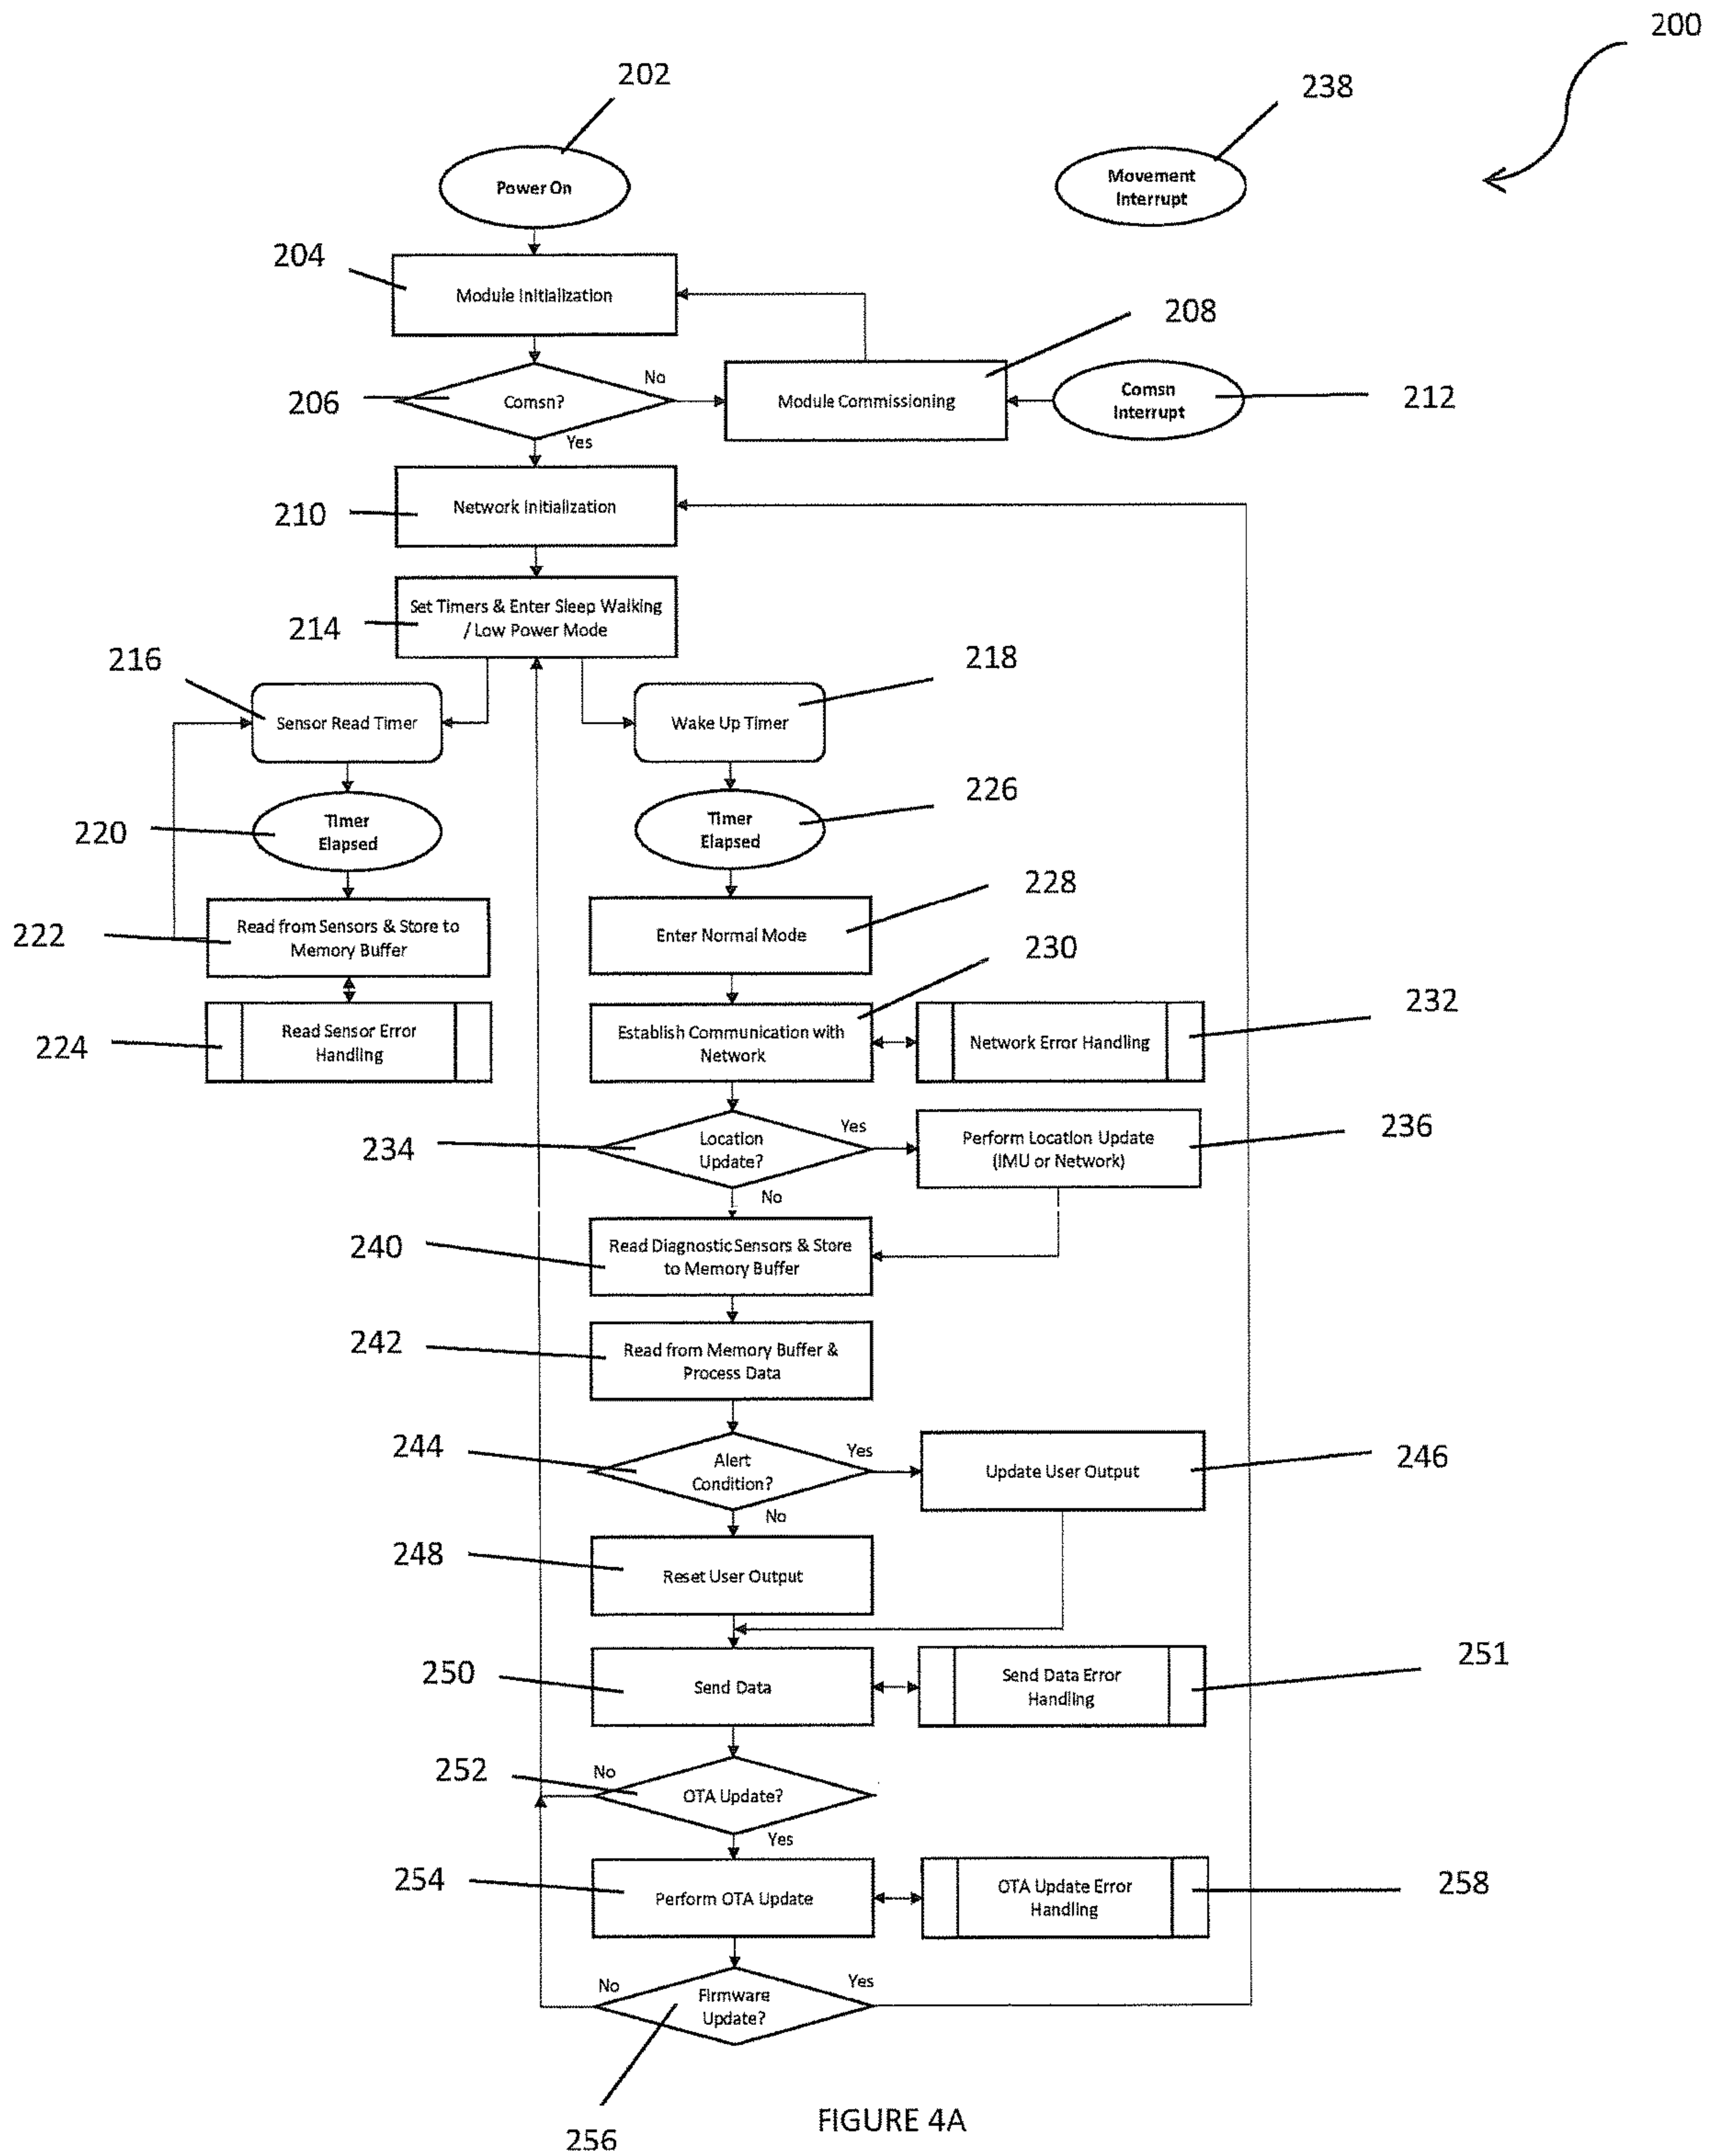 200
202
238
Power On
Movement
Interrupt
204
Module Initialization
208
206
Comsn?
No
Module Commissioning
Comsn
Interrupt
212
Yes
210
Network Initialization
214
Set Timers & Enter Sleep Walking
/ Low Power Mode
216
218
Sensor Read Timer
Wake Up Timer
220
Timer
Elapsed
226
Timer
Elapsed
222
Read from Sensors & Store to
Memory Buffer
228
Enter Normal Mode
230
224
Read Sensor Error
Handling
Establish Communication with
Network
Network Error Handling
232
234
Location
Update?
Yes
Perform Location Update
(IMU or Network)
236
No
240
Read Diagnostic Sensors & Store
to Memory Buffer
242
Read from Memory Buffer &
Process Data
244
Alert
Condition?
Yes
Update User Output
246
No
248
Reset User Output
250
Send Data
Send Data Error
Handling
251
252
No
OTA Update?
Yes
254
Perform OTA Update
OTA Update Error
Handling
258
No
Firmware
Update?
Yes
256
FIGURE 4A